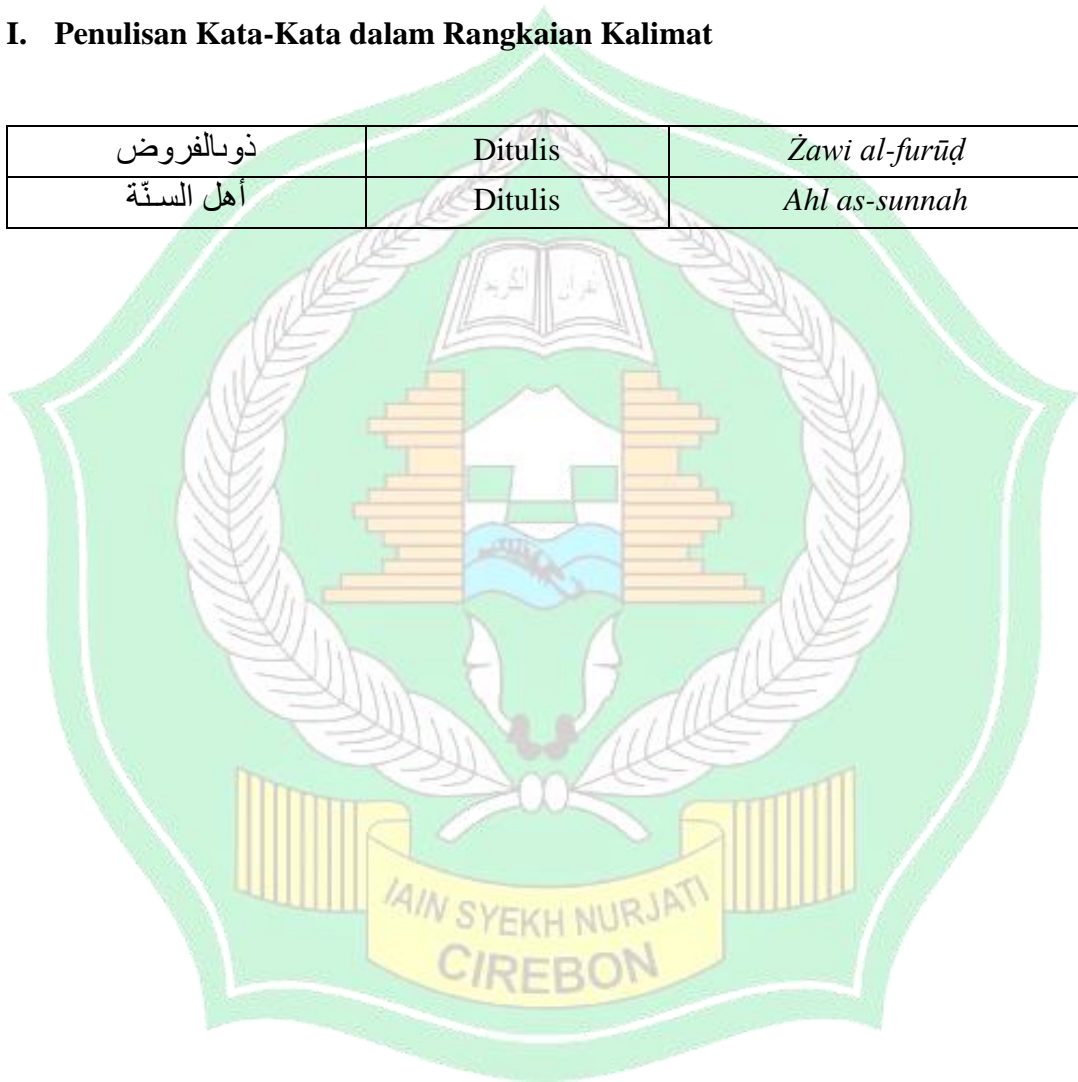 I. Penulisan Kata-Kata dalam Rangkaian Kalimat
ذوىالفروض Ditulis Żawi al-furūḍ
أهل السنّة Ditulis Ahl as-sunnah
IAIN SYEKH NURJATI
CIREBON